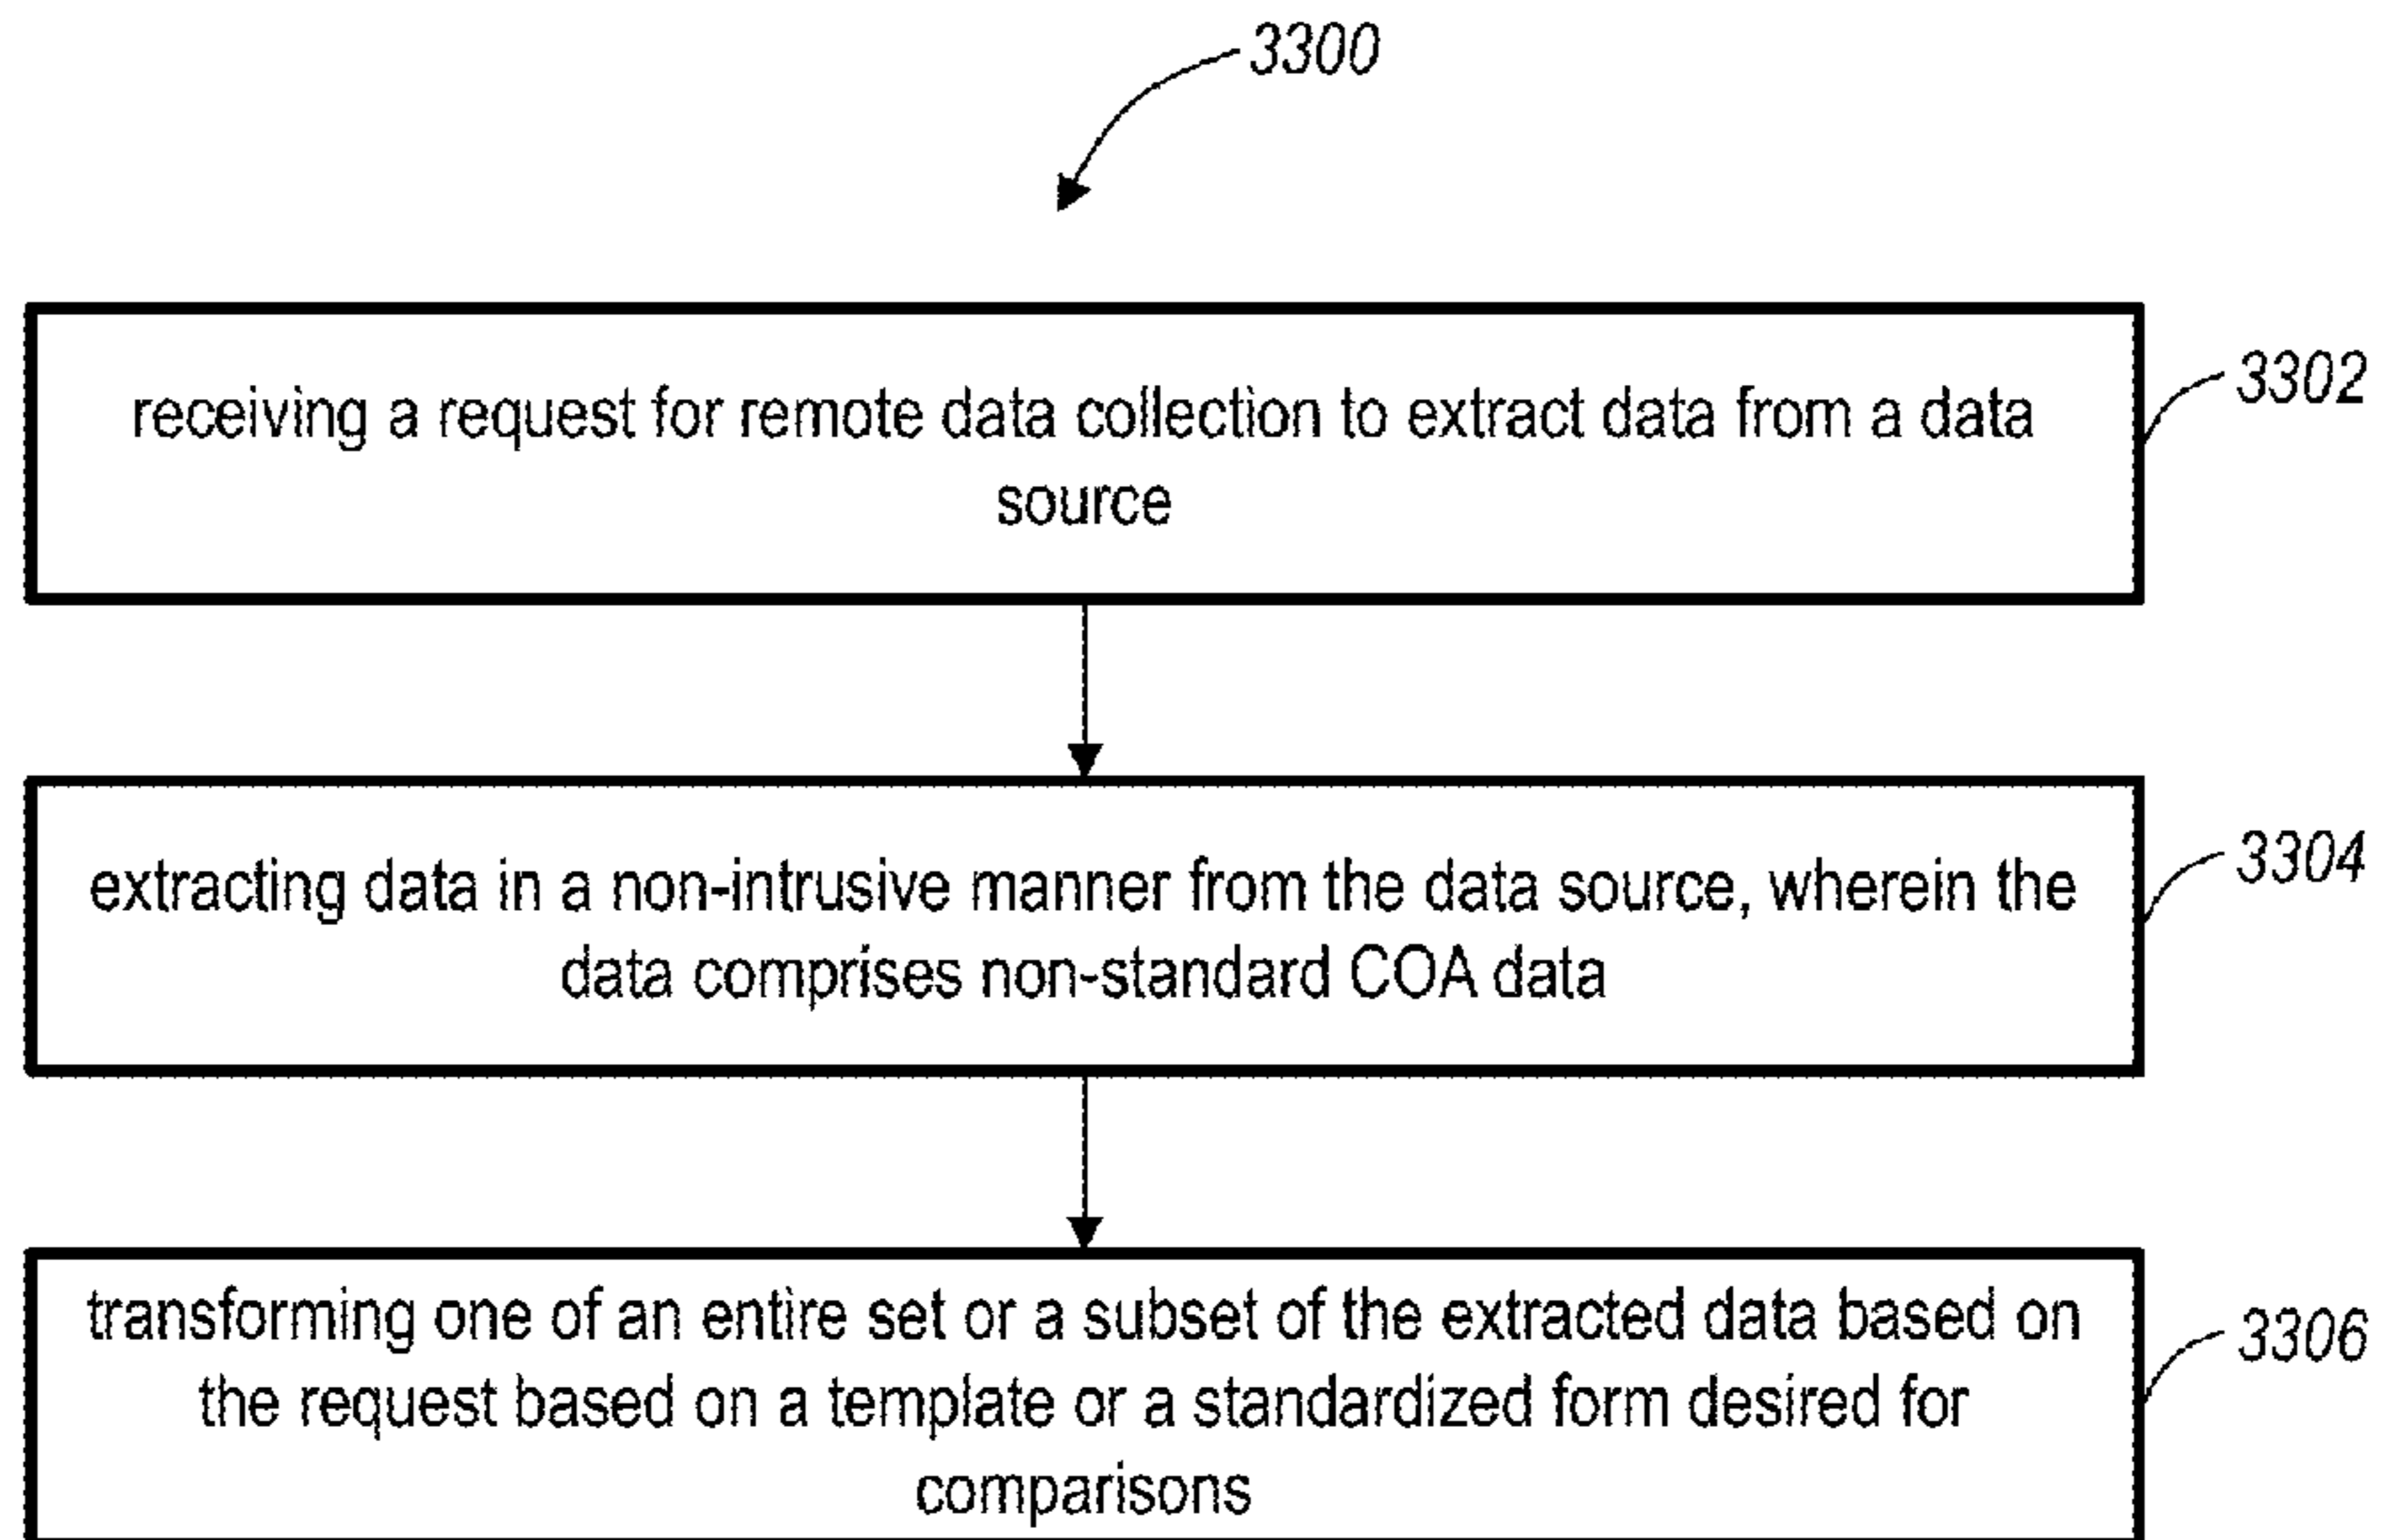 3300
receiving a request for remote data collection to extract data from a data
source
3302
extracting data in a non-intrusive manner from the data source, wherein the
data comprises non-standard COA data
3304
transforming one of an entire set or a subset of the extracted data based on
the request based on a template or a standardized form desired for
comparisons
3306